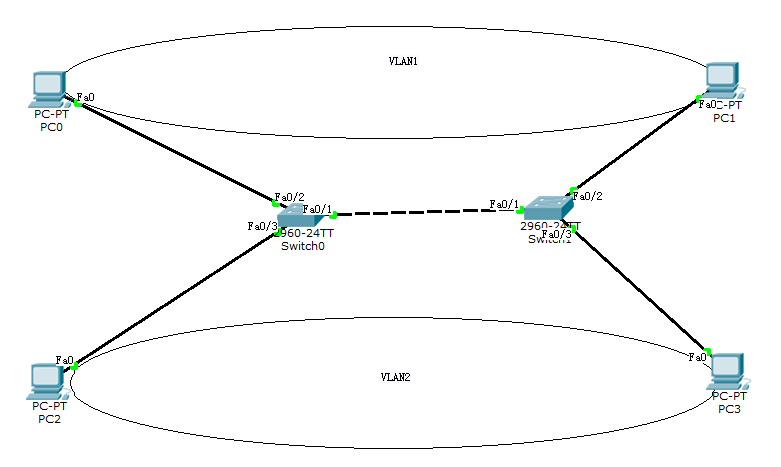 VLAN1
Fa0
PC-PT
PC0
Fa0
C-PT
PC1
Fa0/2
Fa0/1
Fa0/3
2960-24TT
Switch0
Fa0/1
Fa0/2
2960-24TT
Switch1
Fa0/3
VLAN2
Fa0
PC-PT
PC2
Fa0
PC-PT
PC3